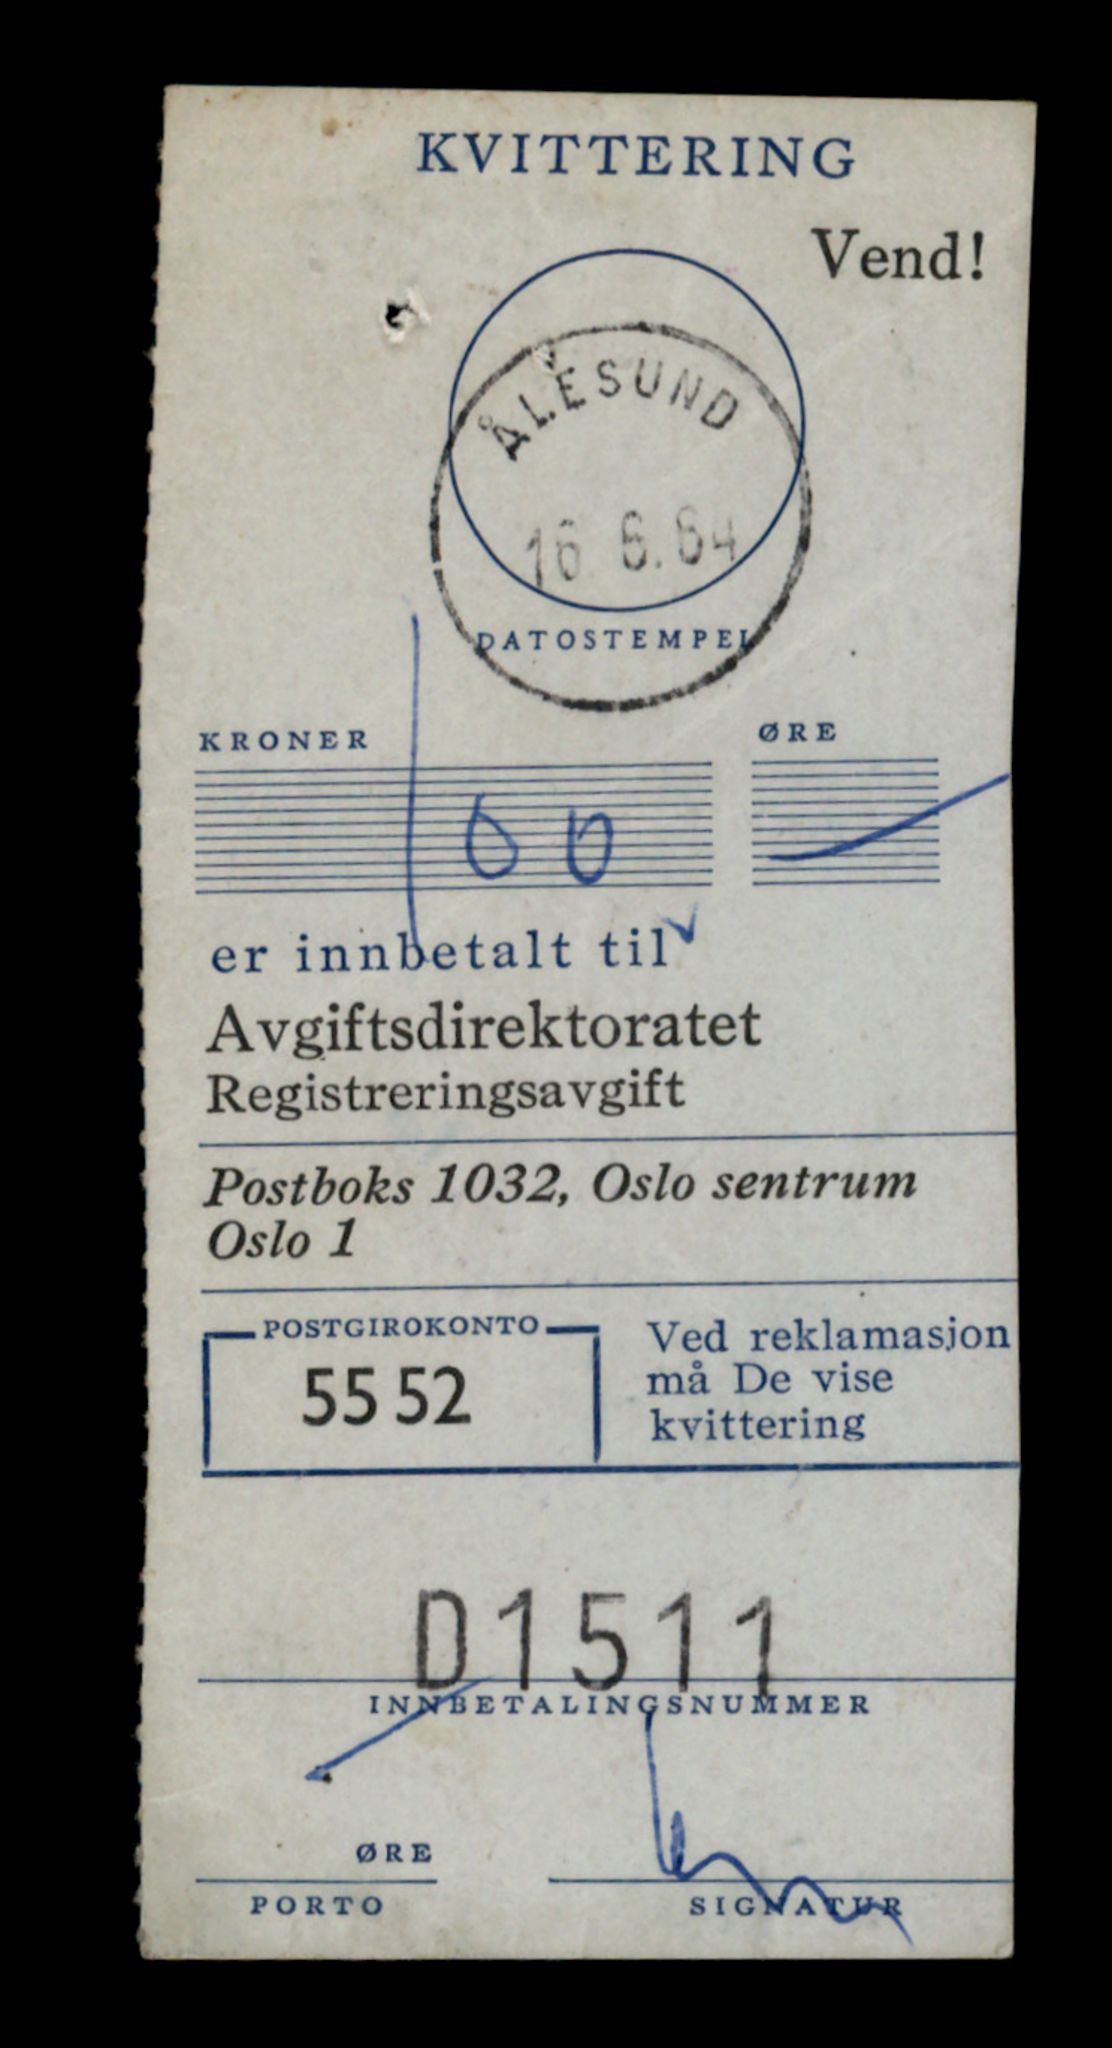 KVITTERING
Vend!
ÅLESUND
16 6.64
DATOSTEMPEL
KRONER
ØRE
60
er innbetalt til
Avgiftsdirektoratet
Registreringsavgift
Postboks 1032, Oslo sentrum
Oslo 1
POSTGIROKONTO
55 52
Ved reklamasjon
må De vise
kvittering
D1511
INNBETALINGSNUMMER
ØRE
PORTO
SIGNATUR